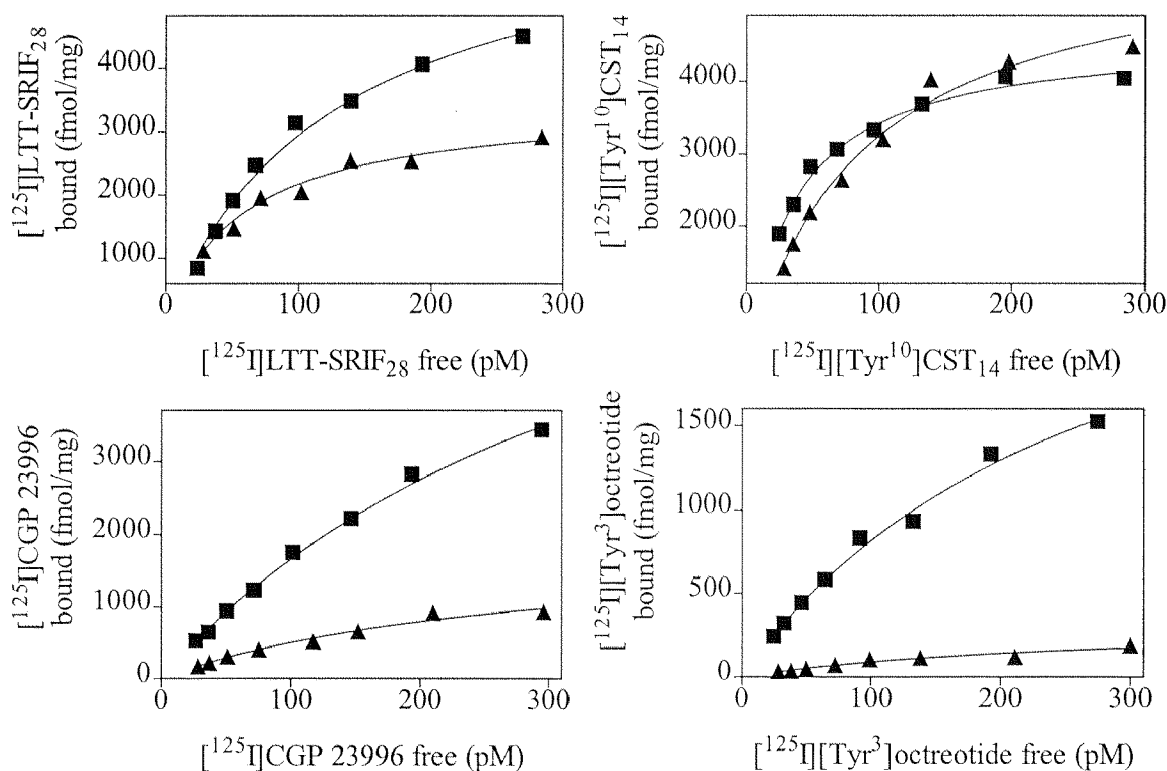 [¹²⁵I]LTT-SRIF₂₈
bound (fmol/mg)
4000
3000
2000
1000
0
100
200
300
[¹²⁵I]LTT-SRIF₂₈ free (pM)
[¹²⁵I][Tyr¹⁰]CST₁₄
bound (fmol/mg)
4000
3000
2000
0
100
200
300
[¹²⁵I][Tyr¹⁰]CST₁₄ free (pM)
[¹²⁵I]CGP 23996
bound (fmol/mg)
3000
2000
1000
0
0
100
200
300
[¹²⁵I]CGP 23996 free (pM)
[¹²⁵I][Tyr³]octreotide
bound (fmol/mg)
1500
1000
500
0
0
100
200
300
[¹²⁵I][Tyr³]octreotide free (pM)